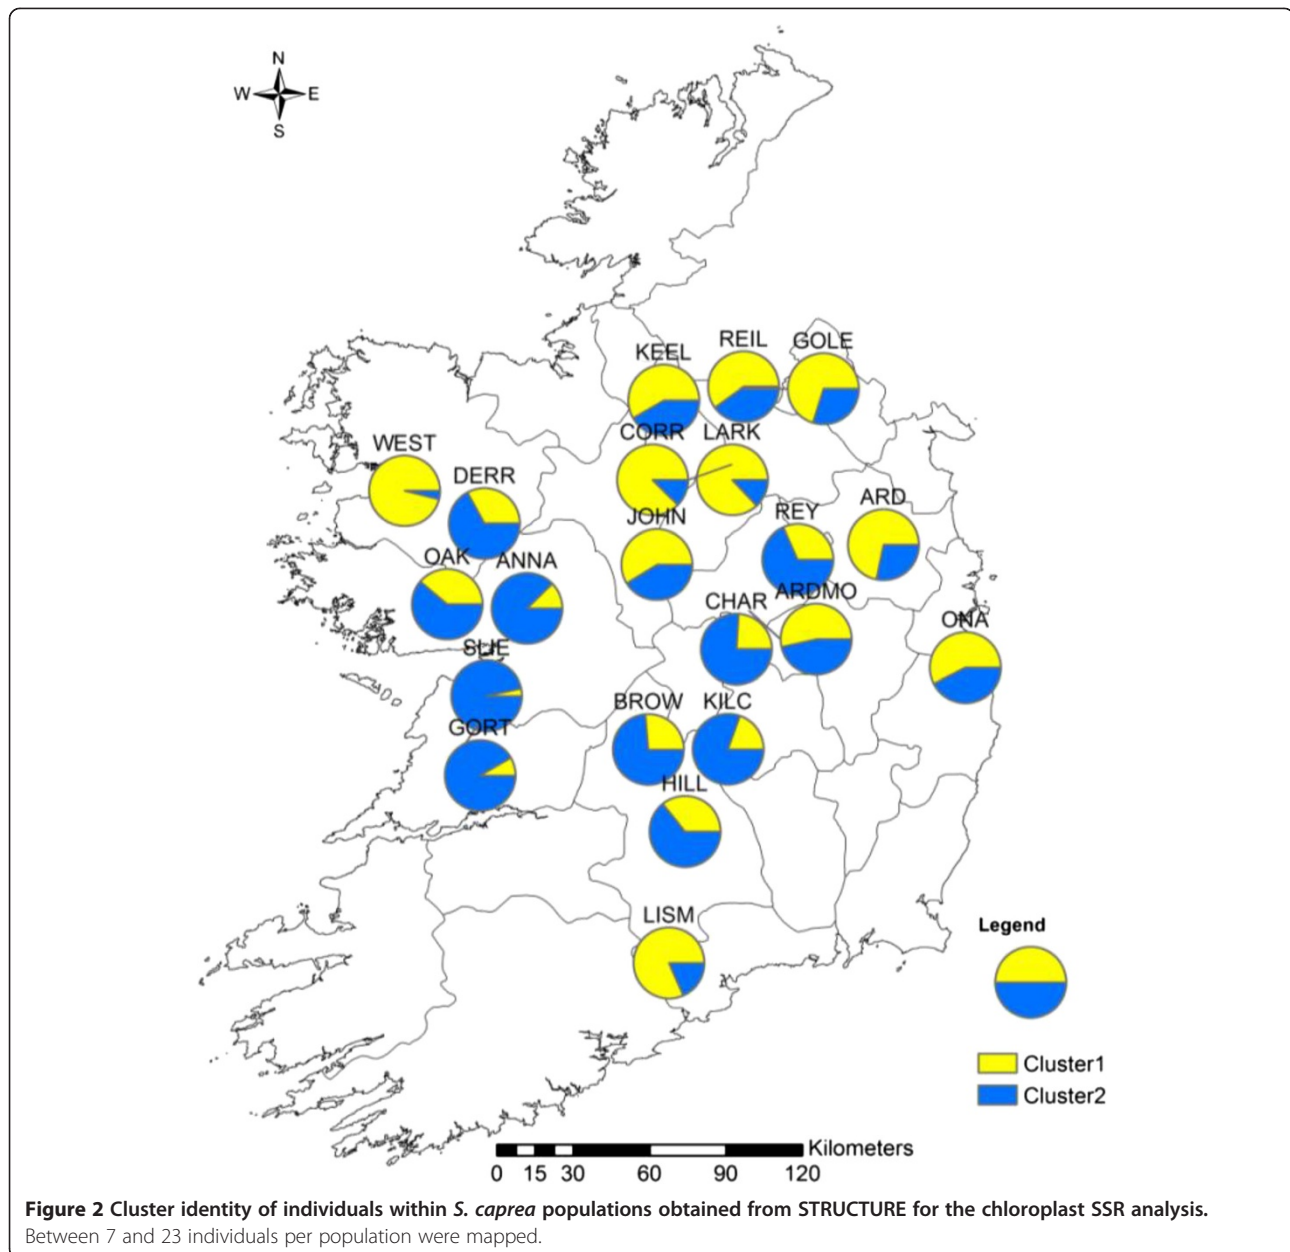 N
W E
S
KEEL REIL GOLE
CORR LARK
WEST
DERR
JOHN
REY
ARD
OAK ANNA
CHAR
ARDMO
ONA
SLIE
GORT
BROW KILC
HILL
LISM
Legend
Cluster1
Cluster2
Kilometers
0 15 30 60 90 120
Figure 2 Cluster identity of individuals within S. caprea populations obtained from STRUCTURE for the chloroplast SSR analysis.
Between 7 and 23 individuals per population were mapped.